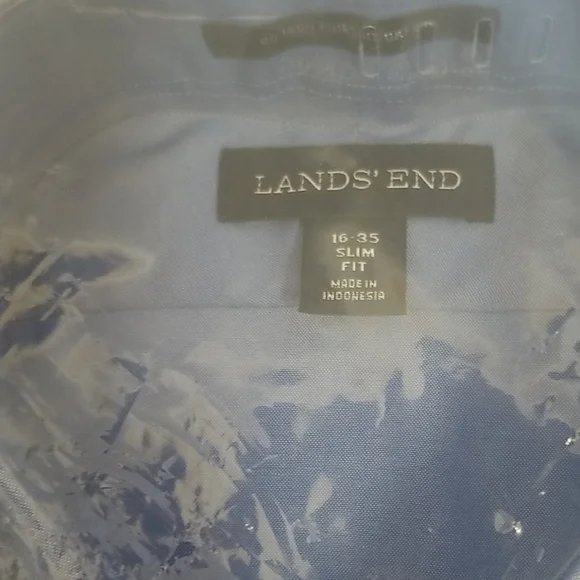 LANDS' END
16-35
SLIM
FIT
MADE IN
INDONESIA